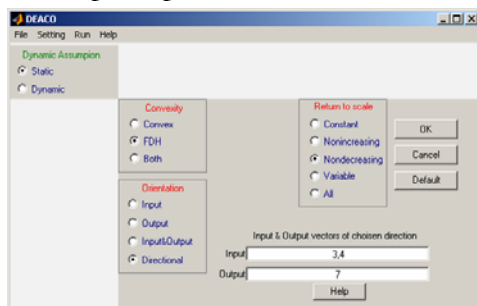 DEACO
File Setting Run Help
Dynamic Assumpion
Static
Dynamic
Convexity
Convex
FDH
Both
Return to scale
Constant
Nonincreasing
Nondecreasing
Variable
All
OK
Cancel
Default
Orientation
Input
Output
Input&Output
Directional
Input & Output vectors of choisen direction
Input 3,4
Output 7
Help